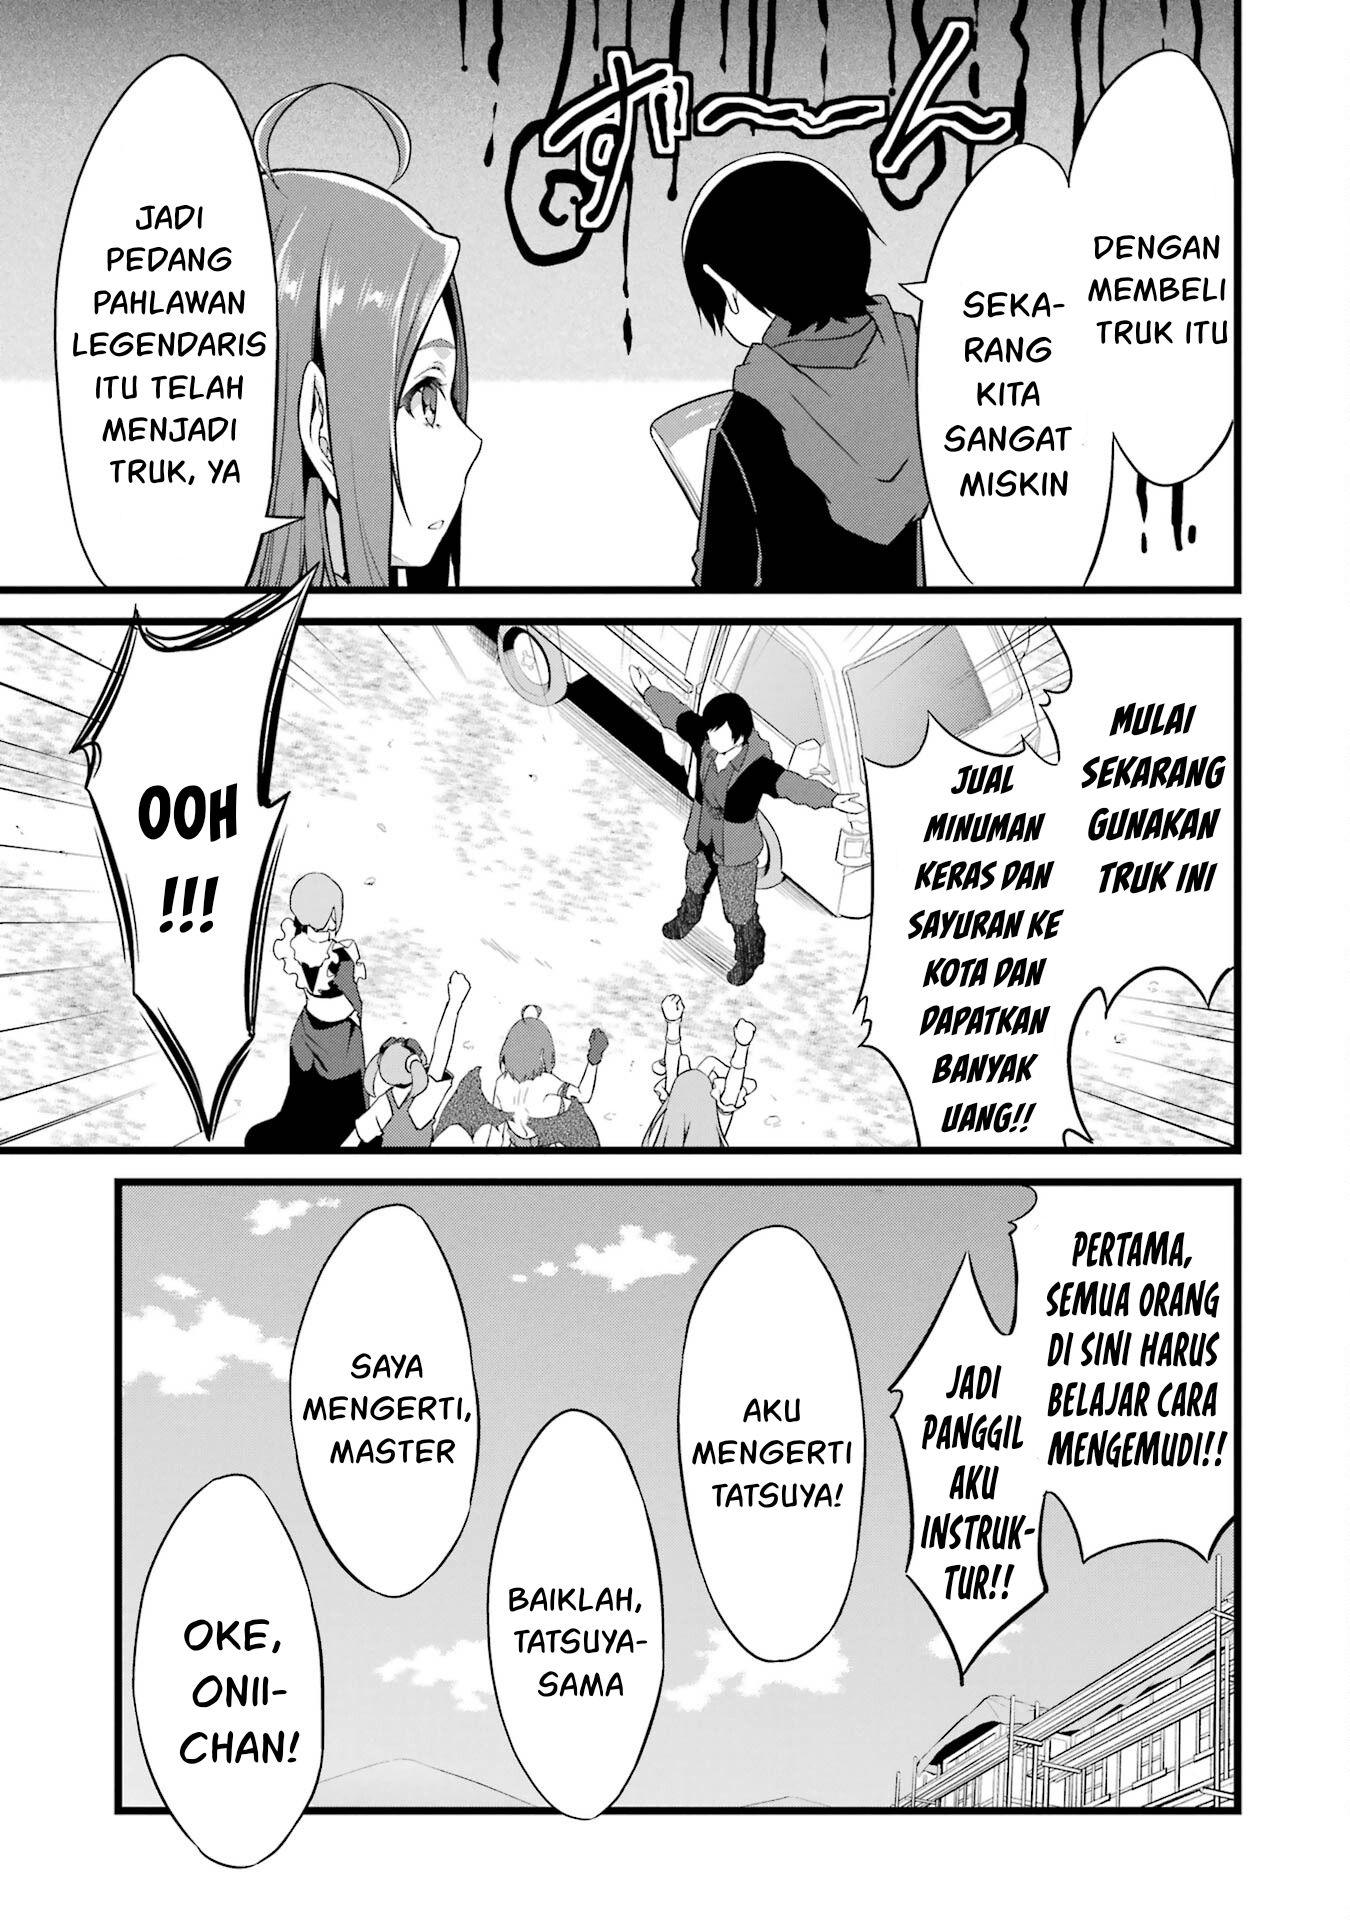 DENGAN
MEMBELI
TRUK ITU
SEKA-
RANG
KITA
SANGAT
MISKIN
ず〜〜ん
JADI
PEDANG
PAHLAWAN
LEGENDARIS
ITU TELAH
MENJADI
TRUK, YA
MULAI
SEKARANG
GUNAKAN
TRUK INI
JUAL
MINUMAN
KERAS DAN
SAYURAN KE
KOTA DAN
DAPATKAN
BANYAK
UANG!!
OOH
!!!
PERTAMA,
SEMUA ORANG
DI SINI HARUS
BELAJAR CARA
MENGEMUDI!!
JADI
PANGGIL
AKU
INSTRUK-
TUR!!
AKU
MENGERTI
TATSUYA!
BAIKLAH,
TATSUYA-
SAMA
SAYA
MENGERTI,
MASTER
OKE,
ONII-
CHAN!